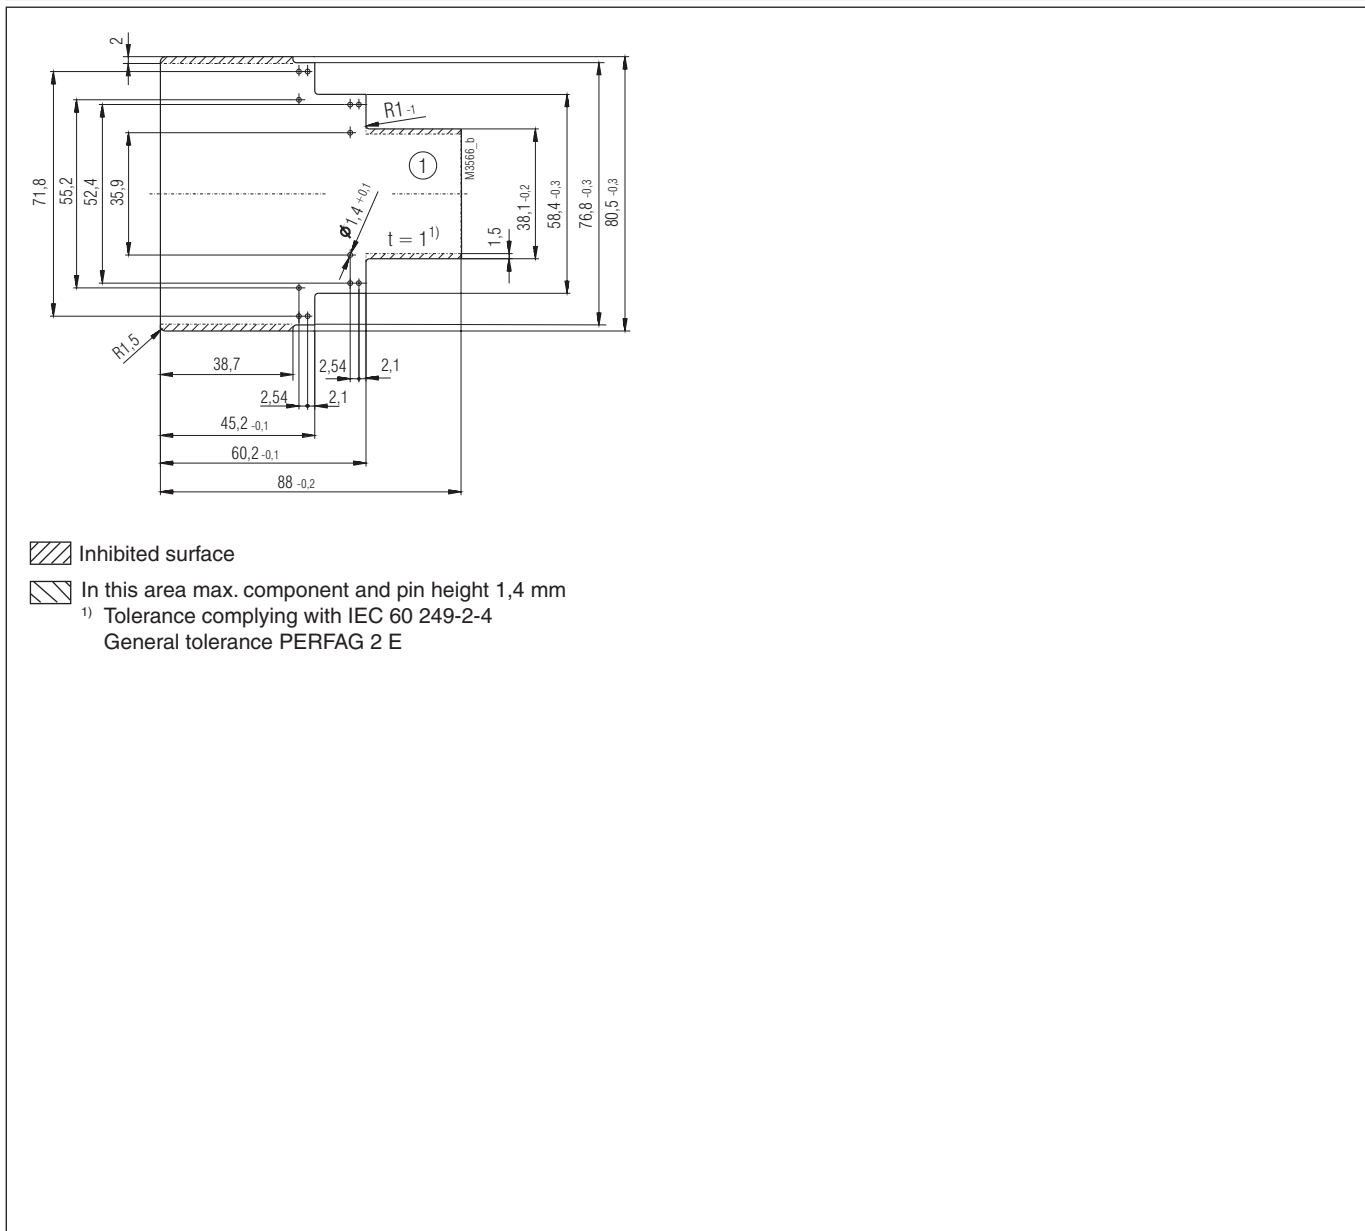 2
R1 -1
M3566_b
1
71,8
55,2
52,4
35,9
ø1,4 +0,1
t = 1¹⁾
1,5
38,1 -0,2
58,4 -0,3
76,8 -0,3
80,5 -0,3
R1,5
38,7
2,54
2,1
2,54
2,1
45,2 -0,1
60,2 -0,1
88 -0,2
Inhibited surface
In this area max. component and pin height 1,4 mm
¹⁾ Tolerance complying with IEC 60 249-2-4
General tolerance PERFAG 2 E